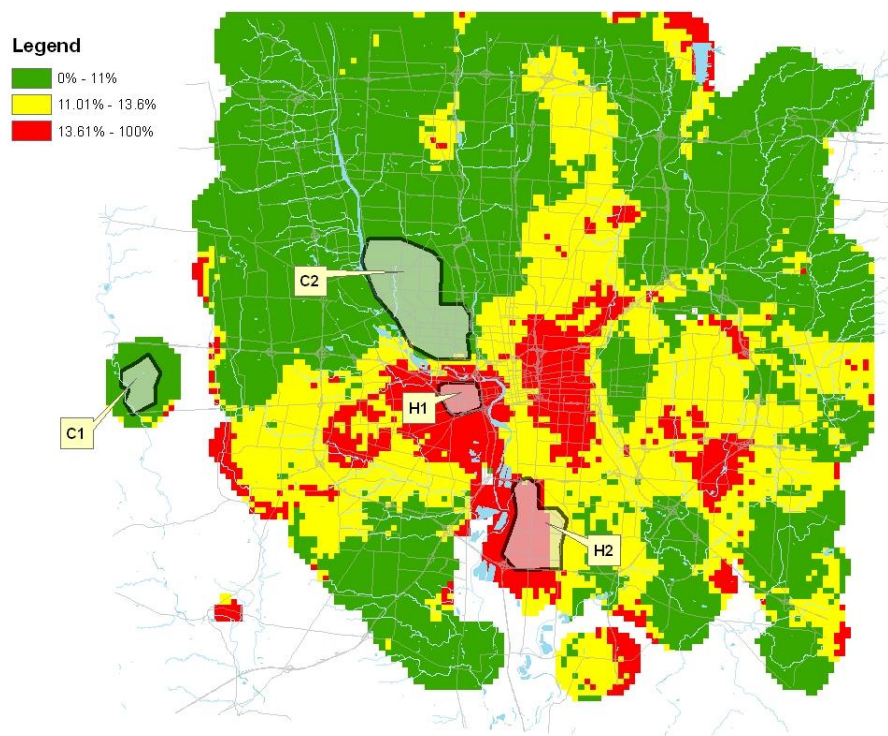 Legend
0% - 11%
11.01% - 13.6%
13.61% - 100%
C2
C1
H1
H2